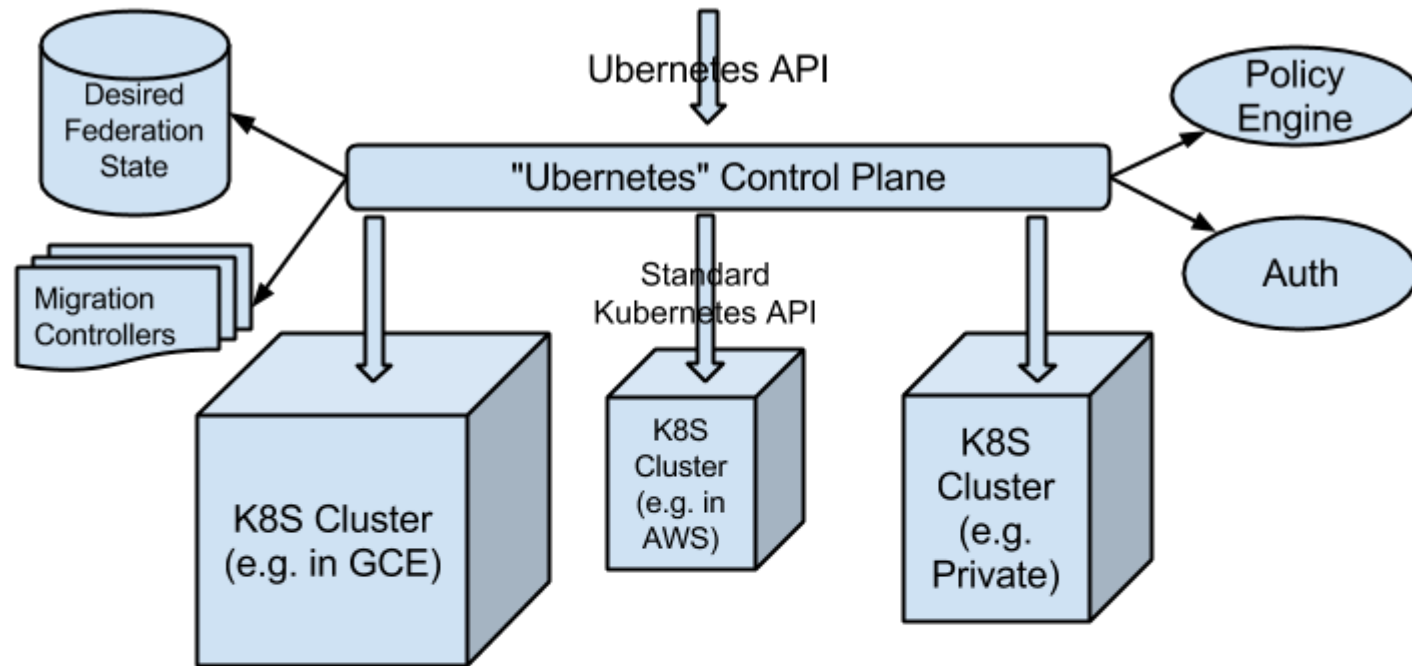 Ubernetes API
Desired
Federation
State
Policy
Engine
"Ubernetes" Control Plane
Auth
Migration
Controllers
Standard
Kubernetes API
K8S Cluster
(e.g. in GCE)
K8S
Cluster
(e.g. in
AWS)
K8S
Cluster
(e.g.
Private)